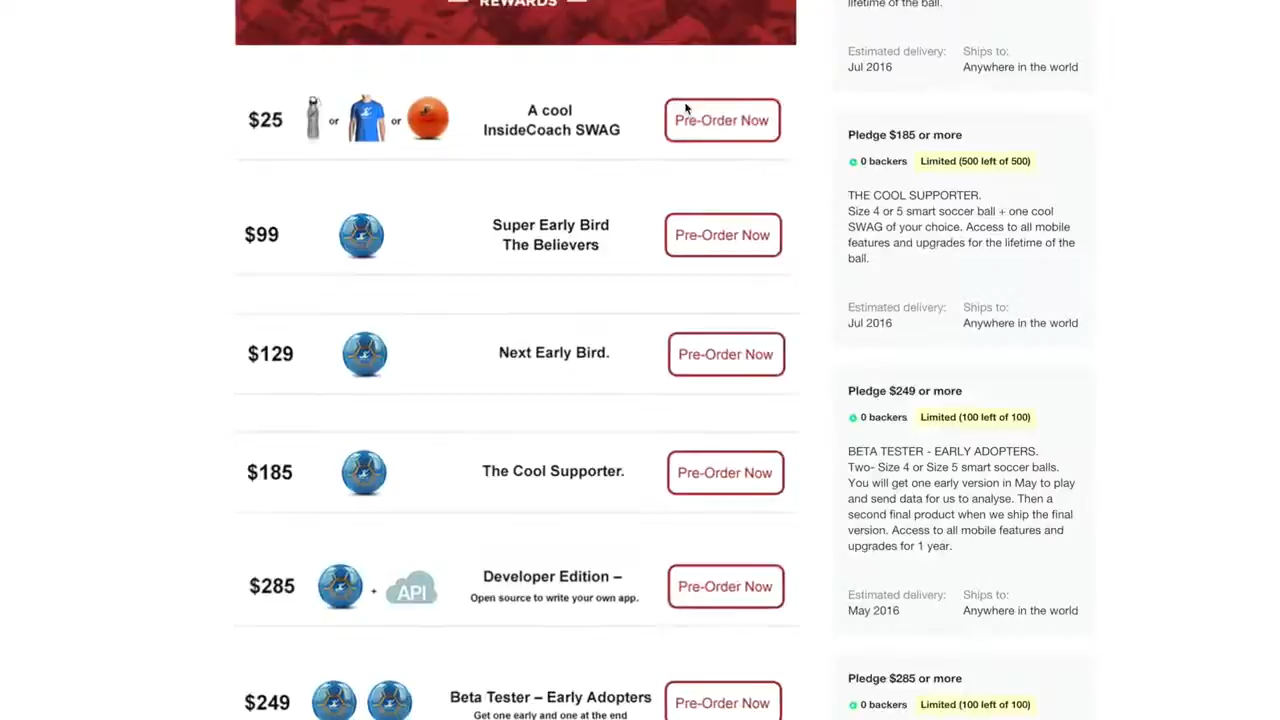 REWARDS
$25
or
or
A cool
InsideCoach SWAG
Pre-Order Now
$99
Super Early Bird
The Believers
Pre-Order Now
$129
Next Early Bird.
Pre-Order Now
$185
The Cool Supporter.
Pre-Order Now
$285
+
API
Developer Edition –
Open source to write your own app.
Pre-Order Now
$249
Beta Tester – Early Adopters
Get one early and one at the end
Pre-Order Now
lifetime of the ball.
Estimated delivery:
Jul 2016
Ships to:
Anywhere in the world
Pledge $185 or more
0 backers
Limited (500 left of 500)
THE COOL SUPPORTER.
Size 4 or 5 smart soccer ball + one cool
SWAG of your choice. Access to all mobile
features and upgrades for the lifetime of the
ball.
Estimated delivery:
Jul 2016
Ships to:
Anywhere in the world
Pledge $249 or more
0 backers
Limited (100 left of 100)
BETA TESTER - EARLY ADOPTERS.
Two- Size 4 or Size 5 smart soccer balls.
You will get one early version in May to play
and send data for us to analyse. Then a
second final product when we ship the final
version. Access to all mobile features and
upgrades for 1 year.
Estimated delivery:
May 2016
Ships to:
Anywhere in the world
Pledge $285 or more
0 backers
Limited (100 left of 100)